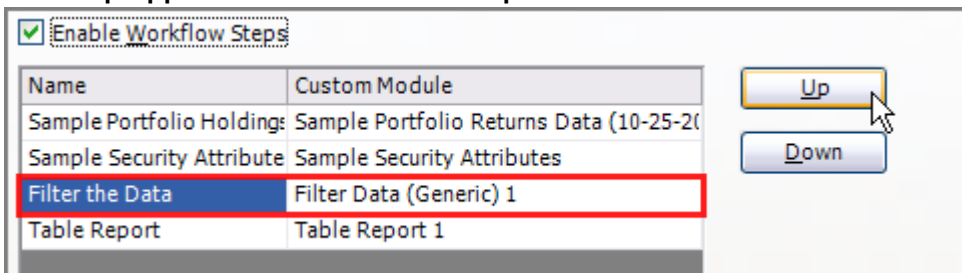 Enable Workflow Steps
Name Custom Module
Sample Portfolio Holdings Sample Portfolio Returns Data (10-25-20
Sample Security Attribute Sample Security Attributes
Filter the Data Filter Data (Generic) 1
Table Report Table Report 1
Up
Down